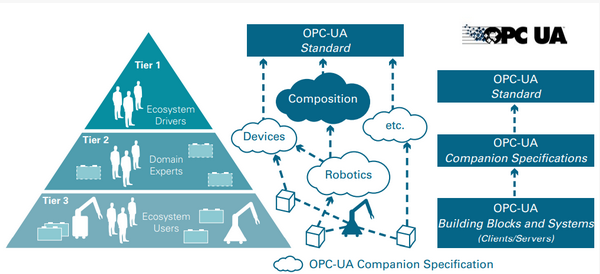 Tier 1
Ecosystem
Drivers
Tier 2
Domain
Experts
Tier 3
Ecosystem
Users
OPC-UA
Standard
Composition
Devices
etc.
Robotics
OPC-UA Companion Specification
OPC UA
OPC-UA
Standard
OPC-UA
Companion Specifications
OPC-UA
Building Blocks and Systems
(Clients/Servers)